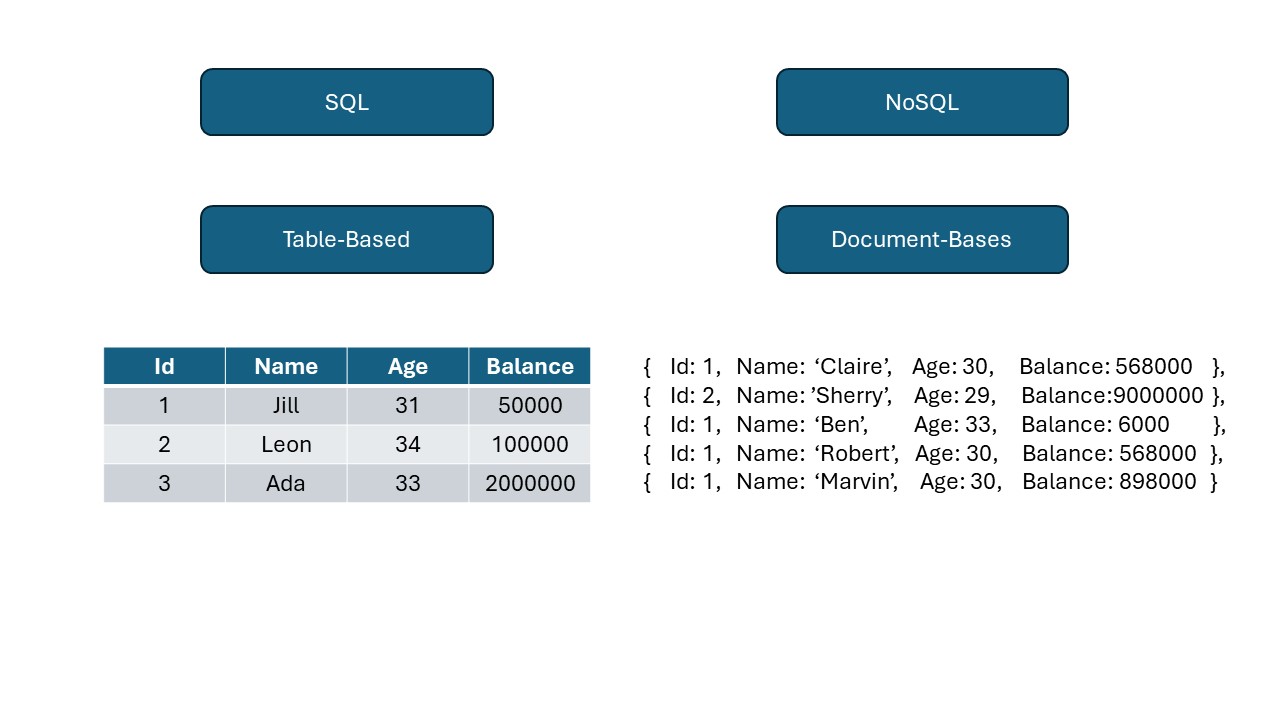 SQL
NoSQL
Table-Based
Document-Bases
Id Name Age Balance
1 Jill 31 50000
2 Leon 34 100000
3 Ada 33 2000000
{ Id: 1, Name: ‘Claire’, Age: 30, Balance: 568000 },
{ Id: 2, Name: ’Sherry’, Age: 29, Balance:9000000 },
{ Id: 1, Name: ‘Ben’, Age: 33, Balance: 6000 },
{ Id: 1, Name: ‘Robert’, Age: 30, Balance: 568000 },
{ Id: 1, Name: ‘Marvin’, Age: 30, Balance: 898000 }